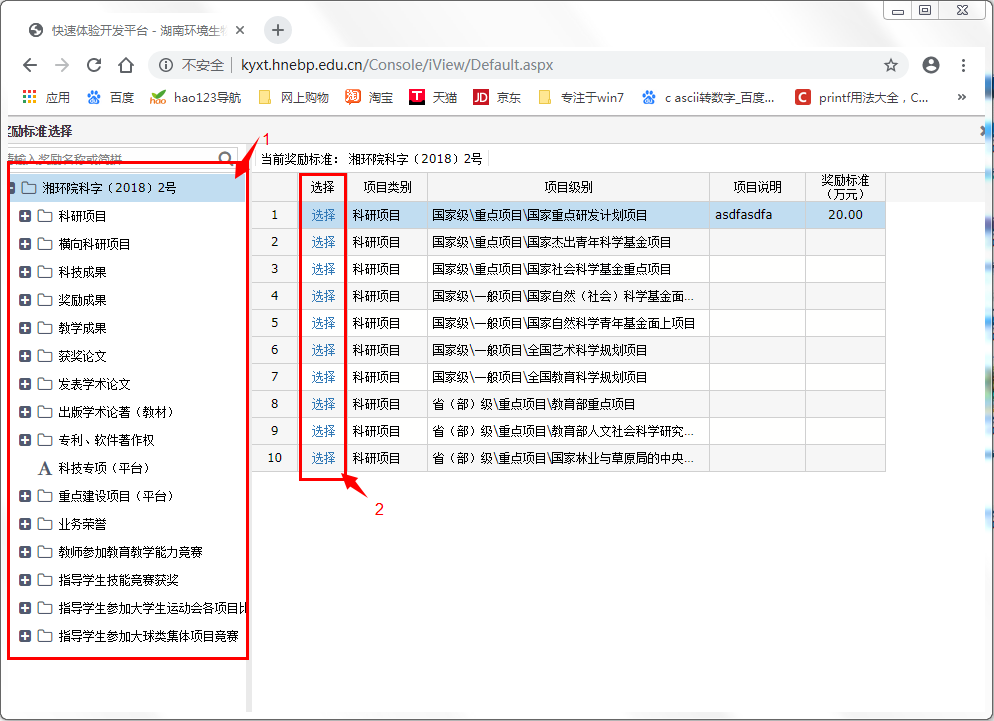 快速体验开发平台 - 湖南环境生
不安全 kyxt.hnebp.edu.cn/Console/iView/Default.aspx
应用 百度 hao123导航 网上购物 淘宝 天猫 京东 专注于win7 c ascii转数字_百度... printf用法大全，C...
奖励标准选择
请输入奖励名称或简拼
1
当前奖励标准： 湘环院科字（2018）2号
湘环院科字（2018）2号
科研项目
横向科研项目
科技成果
奖励成果
教学成果
获奖论文
发表学术论文
出版学术论著（教材）
专利、软件著作权
科技专项（平台）
重点建设项目（平台）
业务荣誉
教师参加教育教学能力竞赛
指导学生技能竞赛获奖
指导学生参加大学生运动会各项目比
指导学生参加大球类集体项目竞赛
选择 项目类别 项目级别 项目说明 奖励标准（万元）
1 选择 科研项目 国家级\重点项目\国家重点研发计划项目 asdfasdfa 20.00
2 选择 科研项目 国家级\重点项目\国家杰出青年科学基金项目
3 选择 科研项目 国家级\重点项目\国家社会科学基金重点项目
4 选择 科研项目 国家级\一般项目\国家自然（社会）科学基金面...
5 选择 科研项目 国家级\一般项目\国家自然科学青年基金面上项目
6 选择 科研项目 国家级\一般项目\全国艺术科学规划项目
7 选择 科研项目 国家级\一般项目\全国教育科学规划项目
8 选择 科研项目 省（部）级\重点项目\教育部重点项目
9 选择 科研项目 省（部）级\重点项目\教育部人文社会科学研究...
10 选择 科研项目 省（部）级\重点项目\国家林业与草原局的中央...
2